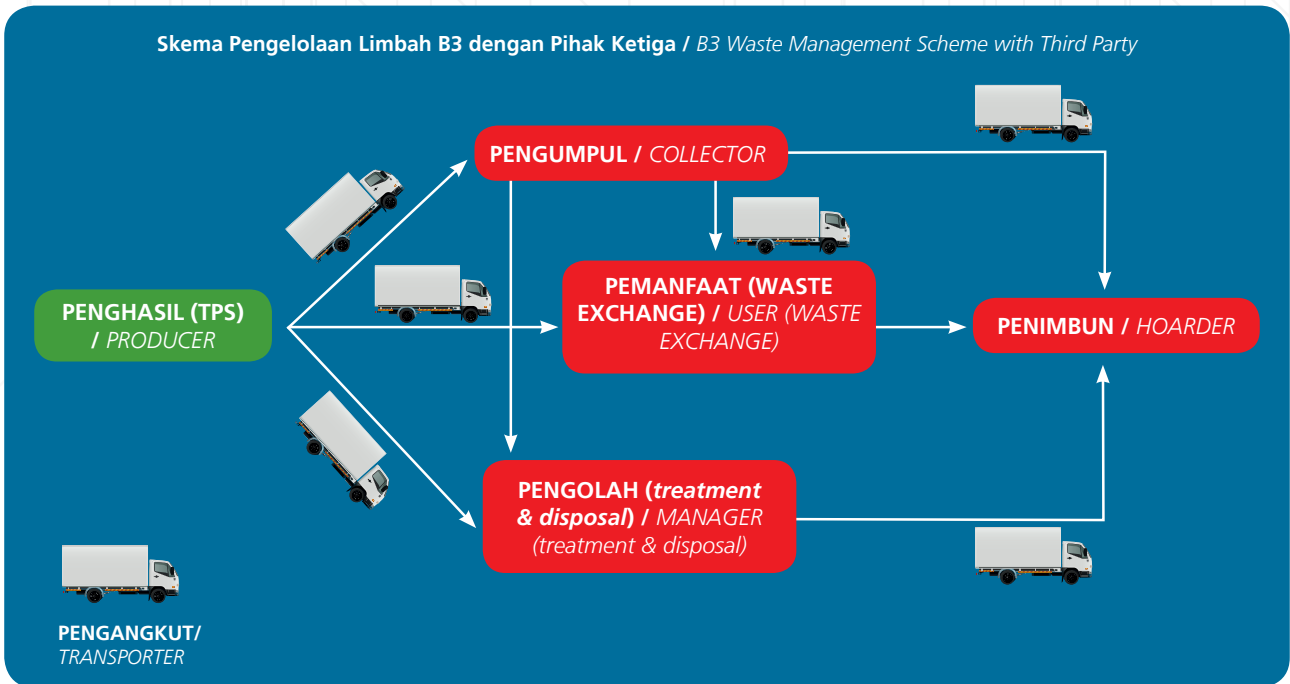 Skema Pengelolaan Limbah B3 dengan Pihak Ketiga / B3 Waste Management Scheme with Third Party
PENGUMPUL / COLLECTOR
PENGHASIL (TPS)
/ PRODUCER
PEMANFAAT (WASTE
EXCHANGE) / USER (WASTE
EXCHANGE)
PENIMBUN / HOARDER
PENGOLAH (treatment
& disposal) / MANAGER
(treatment & disposal)
PENGANGKUT/
TRANSPORTER